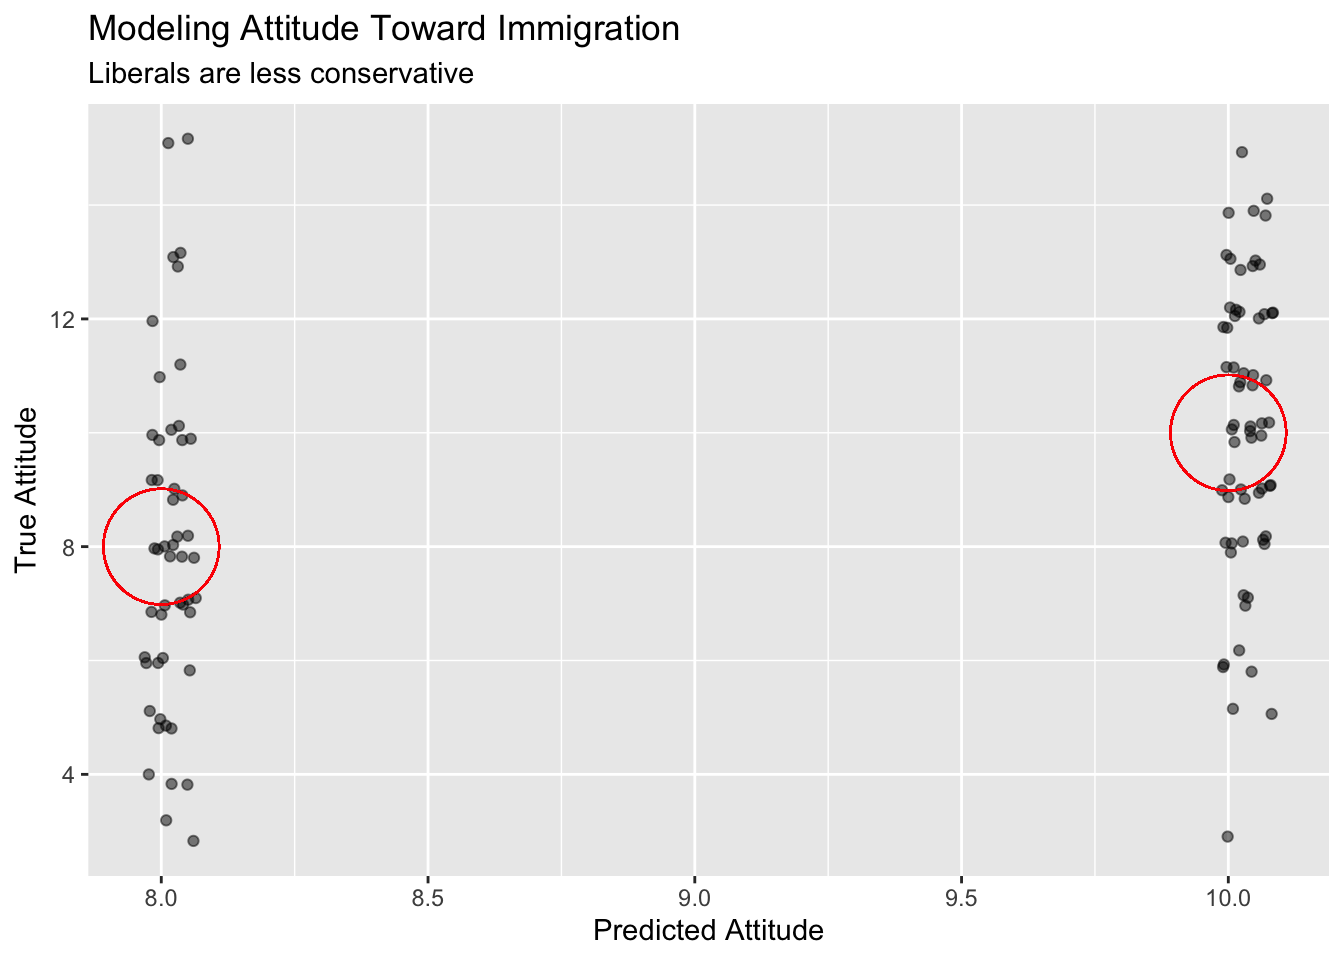 Modeling Attitude Toward Immigration
Liberals are less conservative
True Attitude
12
8
4
8.0 8.5 9.0 9.5 10.0
Predicted Attitude